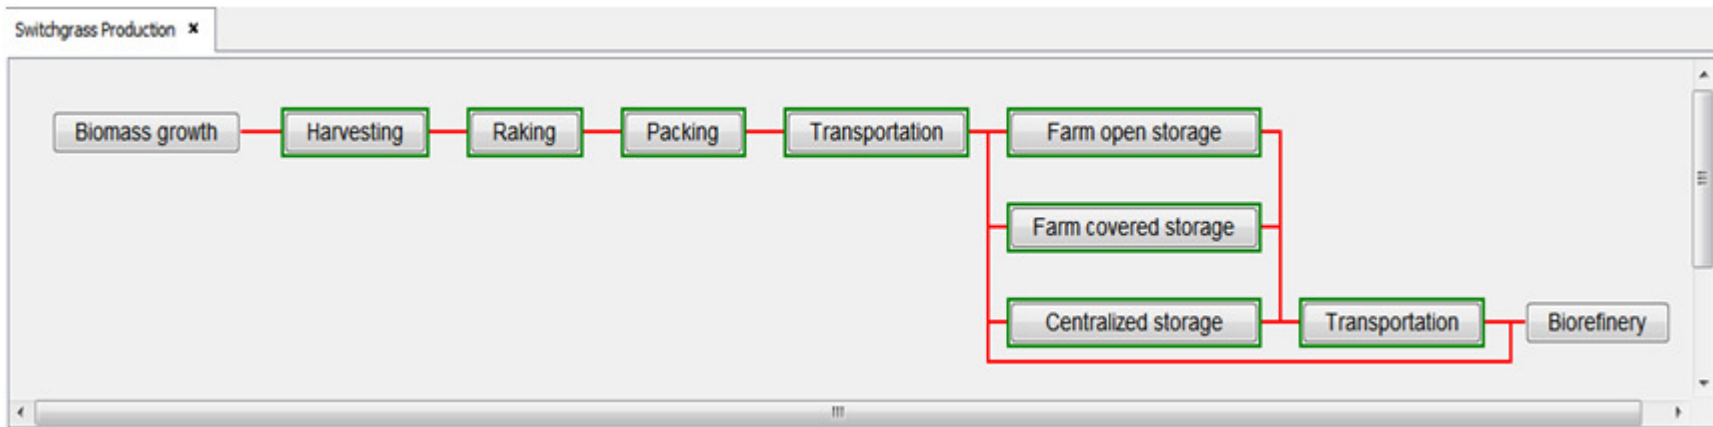 Switchgrass Production ×
Biomass growth
Harvesting
Raking
Packing
Transportation
Farm open storage
Farm covered storage
Centralized storage
Transportation
Biorefinery